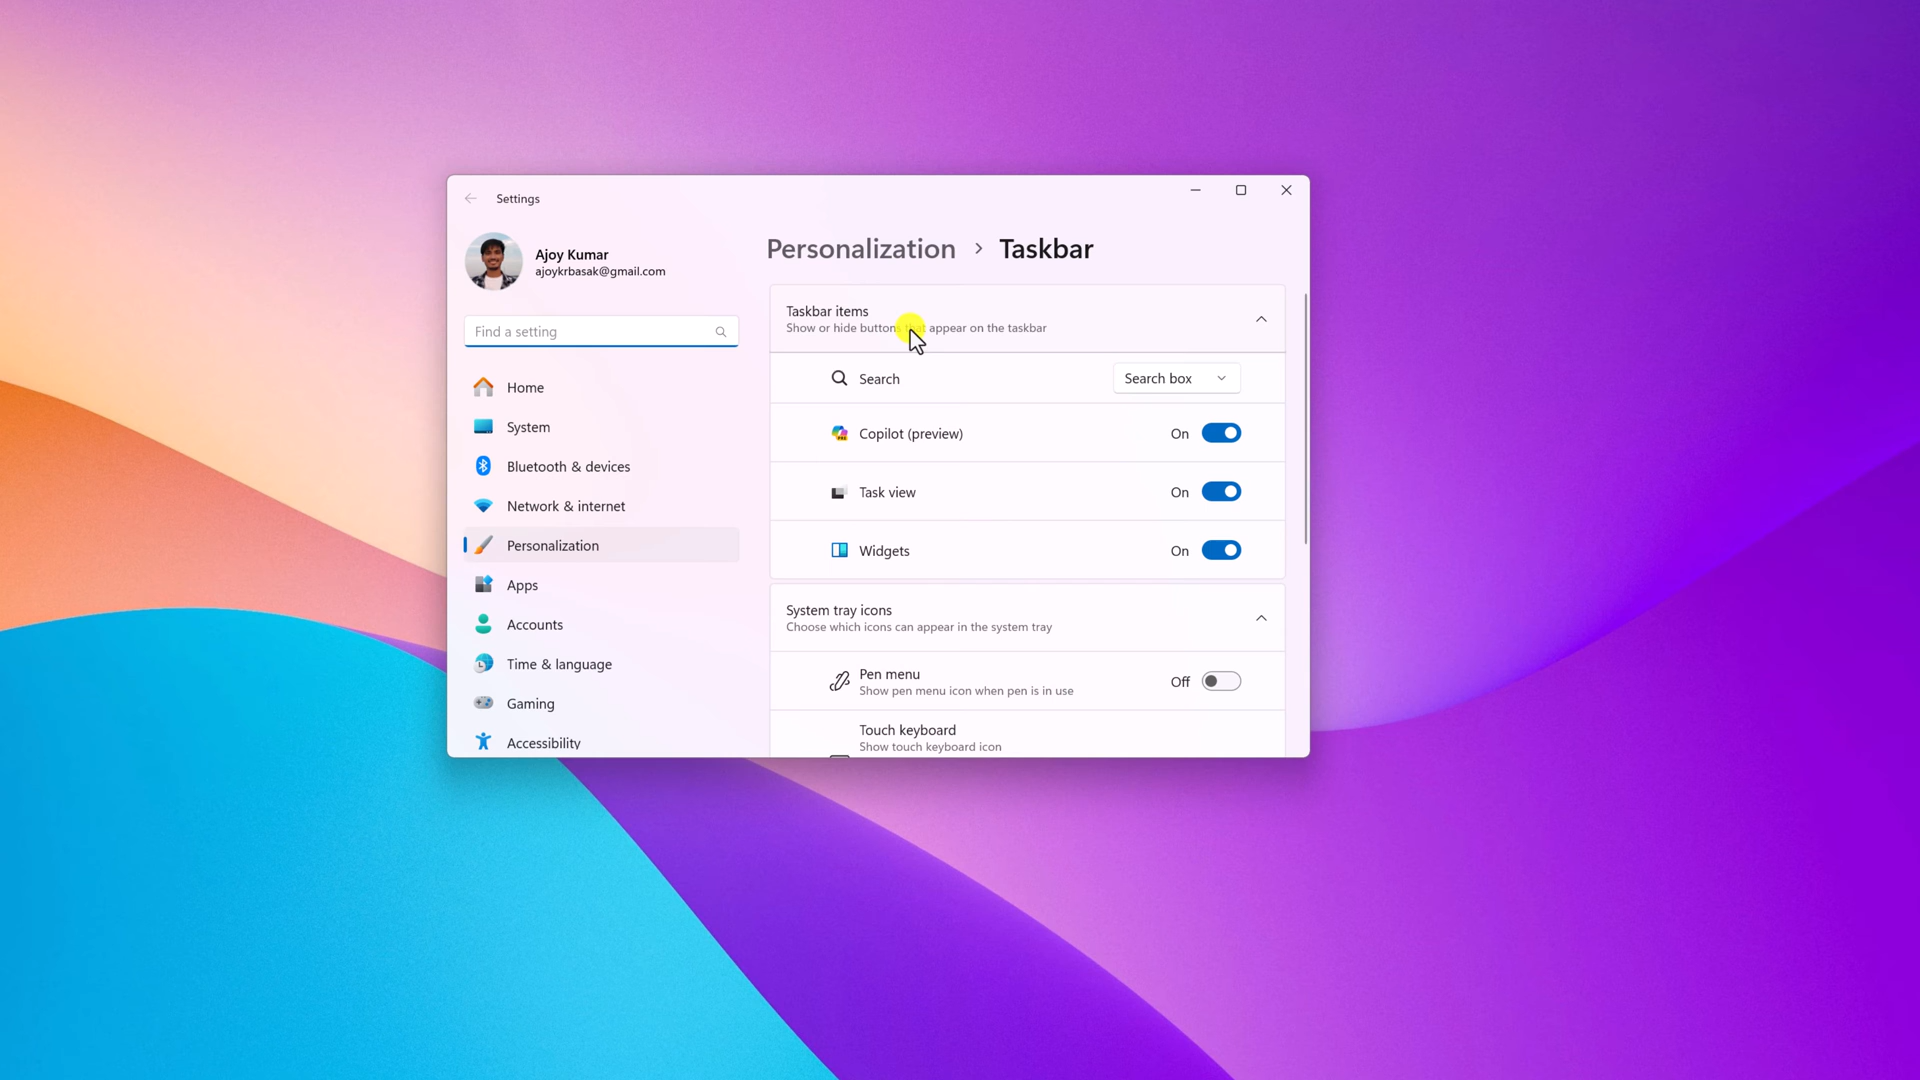 Settings
Ajoy Kumar
ajoykrbasak@gmail.com
Find a setting
Home
System
Bluetooth & devices
Network & internet
Personalization
Apps
Accounts
Time & language
Gaming
Accessibility
Personalization > Taskbar
Taskbar items
Show or hide buttons that appear on the taskbar
Search Search box
Copilot (preview) On
Task view On
Widgets On
System tray icons
Choose which icons can appear in the system tray
Pen menu
Show pen menu icon when pen is in use
Off
Touch keyboard
Show touch keyboard icon